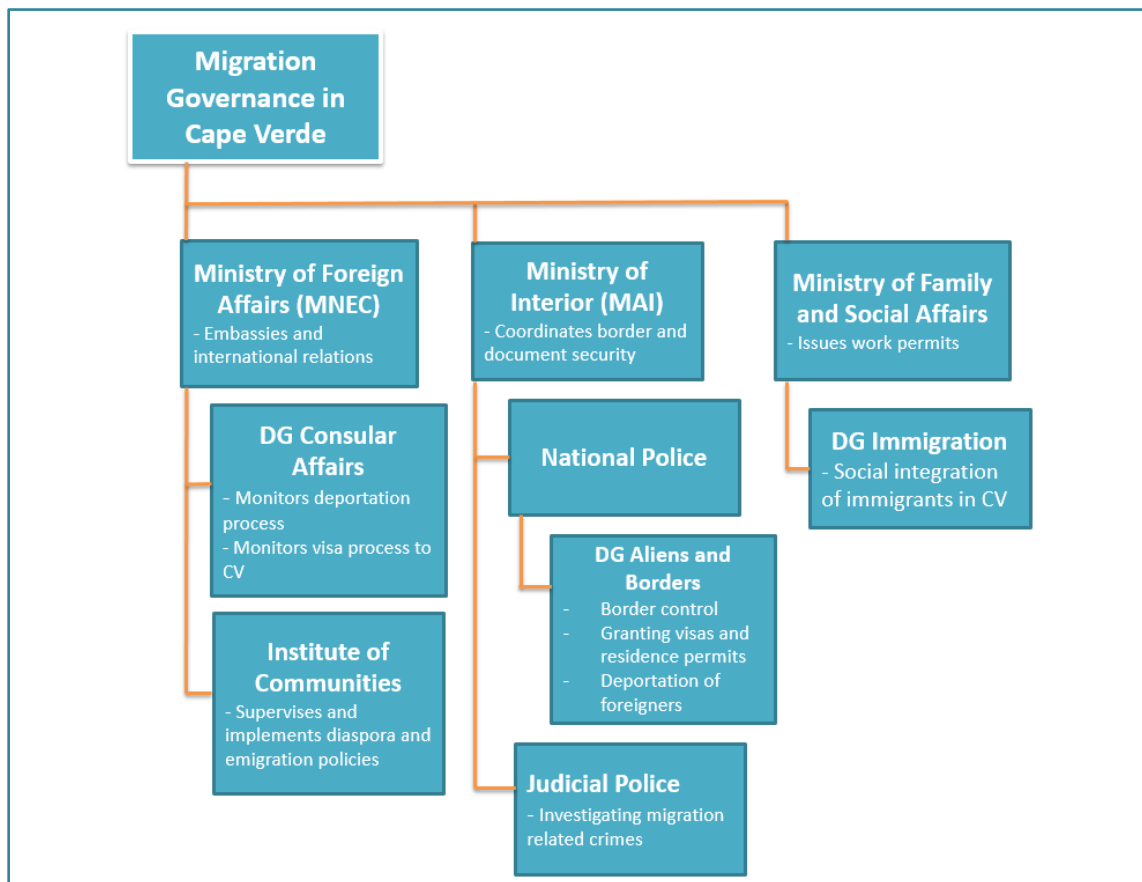 Migration
Governance in
Cape Verde
Ministry of Foreign
Affairs (MNEC)
- Embassies and
international relations
DG Consular
Affairs
- Monitors deportation
process
- Monitors visa process to
CV
Institute of
Communities
- Supervises and
implements diaspora and
emigration policies
Ministry of
Interior (MAI)
- Coordinates border and
document security
National Police
DG Aliens and
Borders
- Border control
- Granting visas and
residence permits
- Deportation of
foreigners
Judicial Police
- Investigating migration
related crimes
Ministry of Family
and Social Affairs
- Issues work permits
DG Immigration
- Social integration
of immigrants in CV